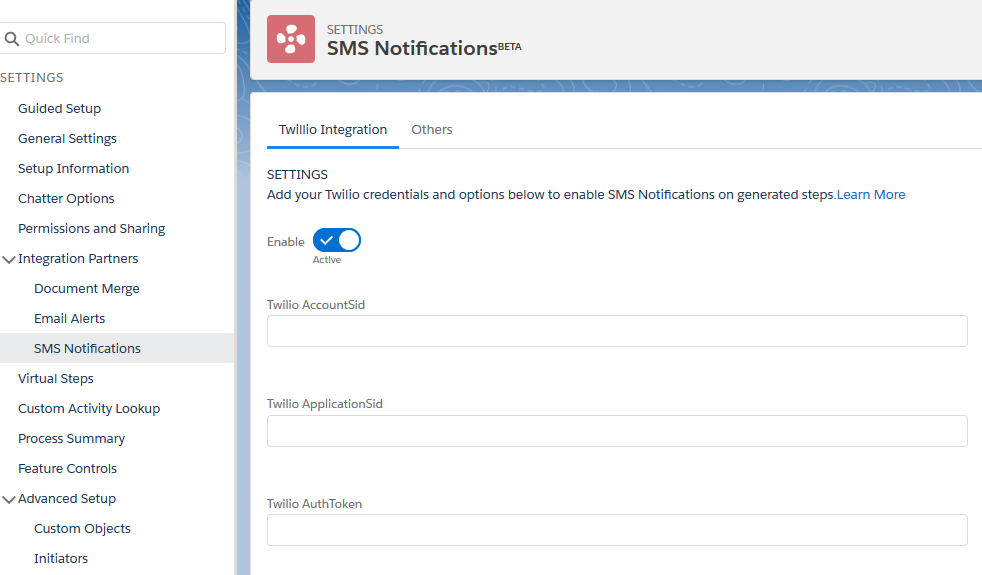 Quick Find
SETTINGS
Guided Setup
General Settings
Setup Information
Chatter Options
Permissions and Sharing
Integration Partners
Document Merge
Email Alerts
SMS Notifications
Virtual Steps
Custom Activity Lookup
Process Summary
Feature Controls
Advanced Setup
Custom Objects
Initiators
SETTINGS
SMS NotificationsBETA
Twillio Integration Others
SETTINGS
Add your Twilio credentials and options below to enable SMS Notifications on generated steps.Learn More
Enable
Active
Twilio AccountSid
Twilio ApplicationSid
Twilio AuthToken